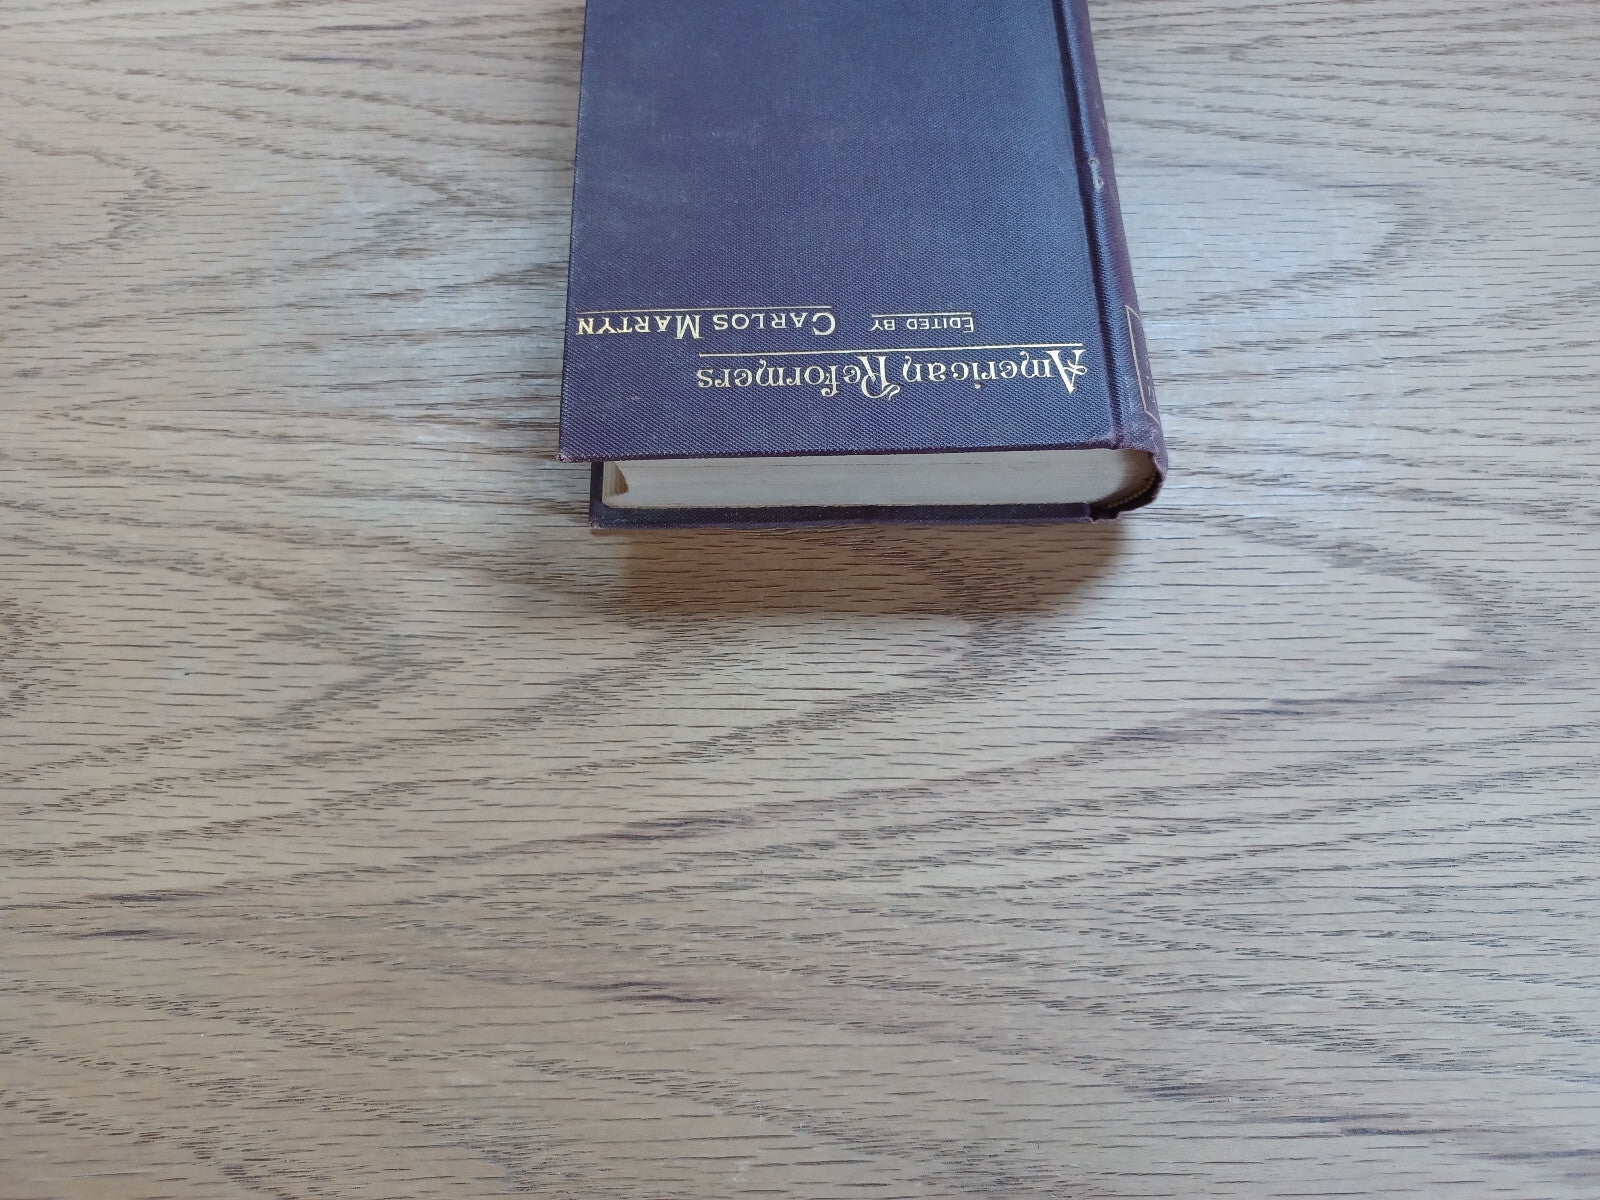 American Reformers
EDITED BY CARLOS MARTYN